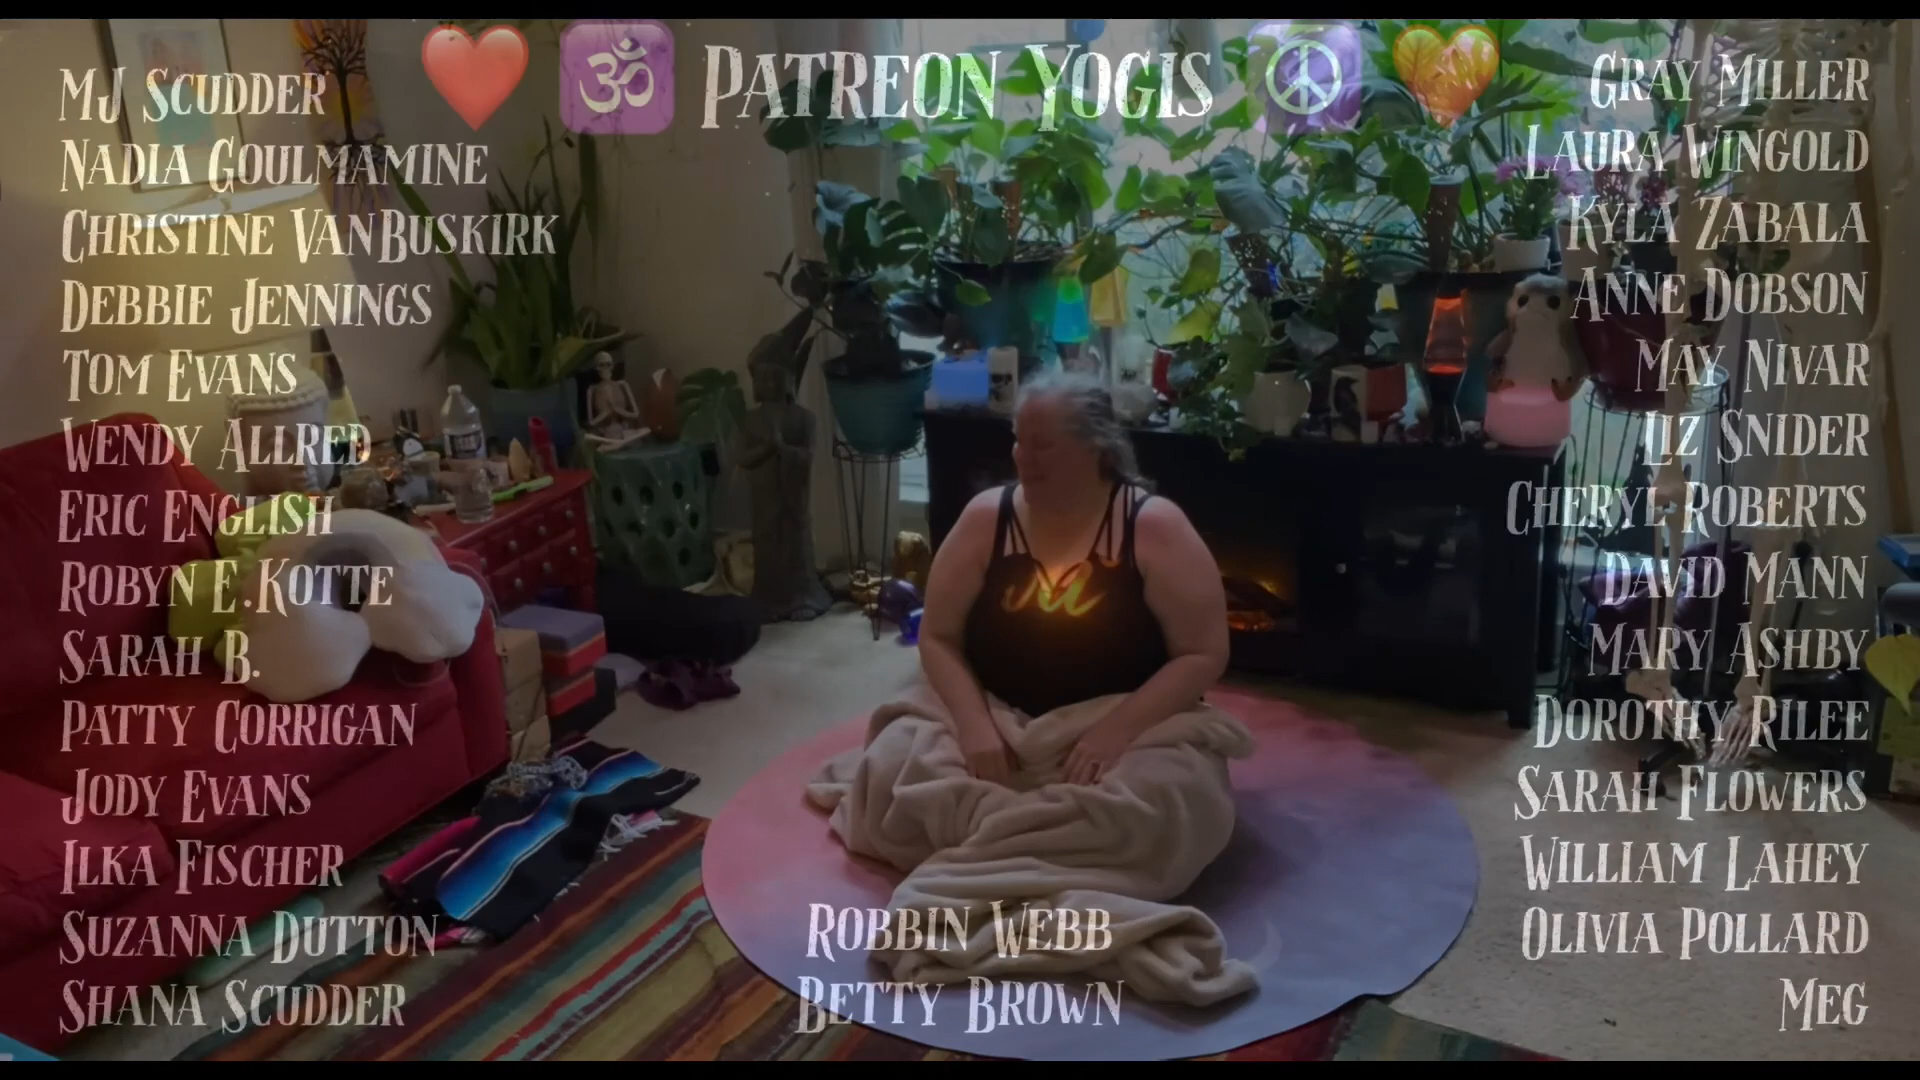 ❤️ 🕉 Patreon Yogis ☮ 🧡
MJ Scudder
Nadia Goulmamine
Christine VanBuskirk
Debbie Jennings
Tom Evans
Wendy Allred
Eric English
Robyn E.Kotte
Sarah B.
Patty Corrigan
Jody Evans
Ilka Fischer
Suzanna Dutton
Shana Scudder
Robbin Webb
Betty Brown
Gray Miller
Laura Wingold
Kyla Zabala
Anne Dobson
May Nivar
Liz Snider
Cheryl Roberts
David Mann
Mary Ashby
Dorothy Rilee
Sarah Flowers
William Lahey
Olivia Pollard
Meg